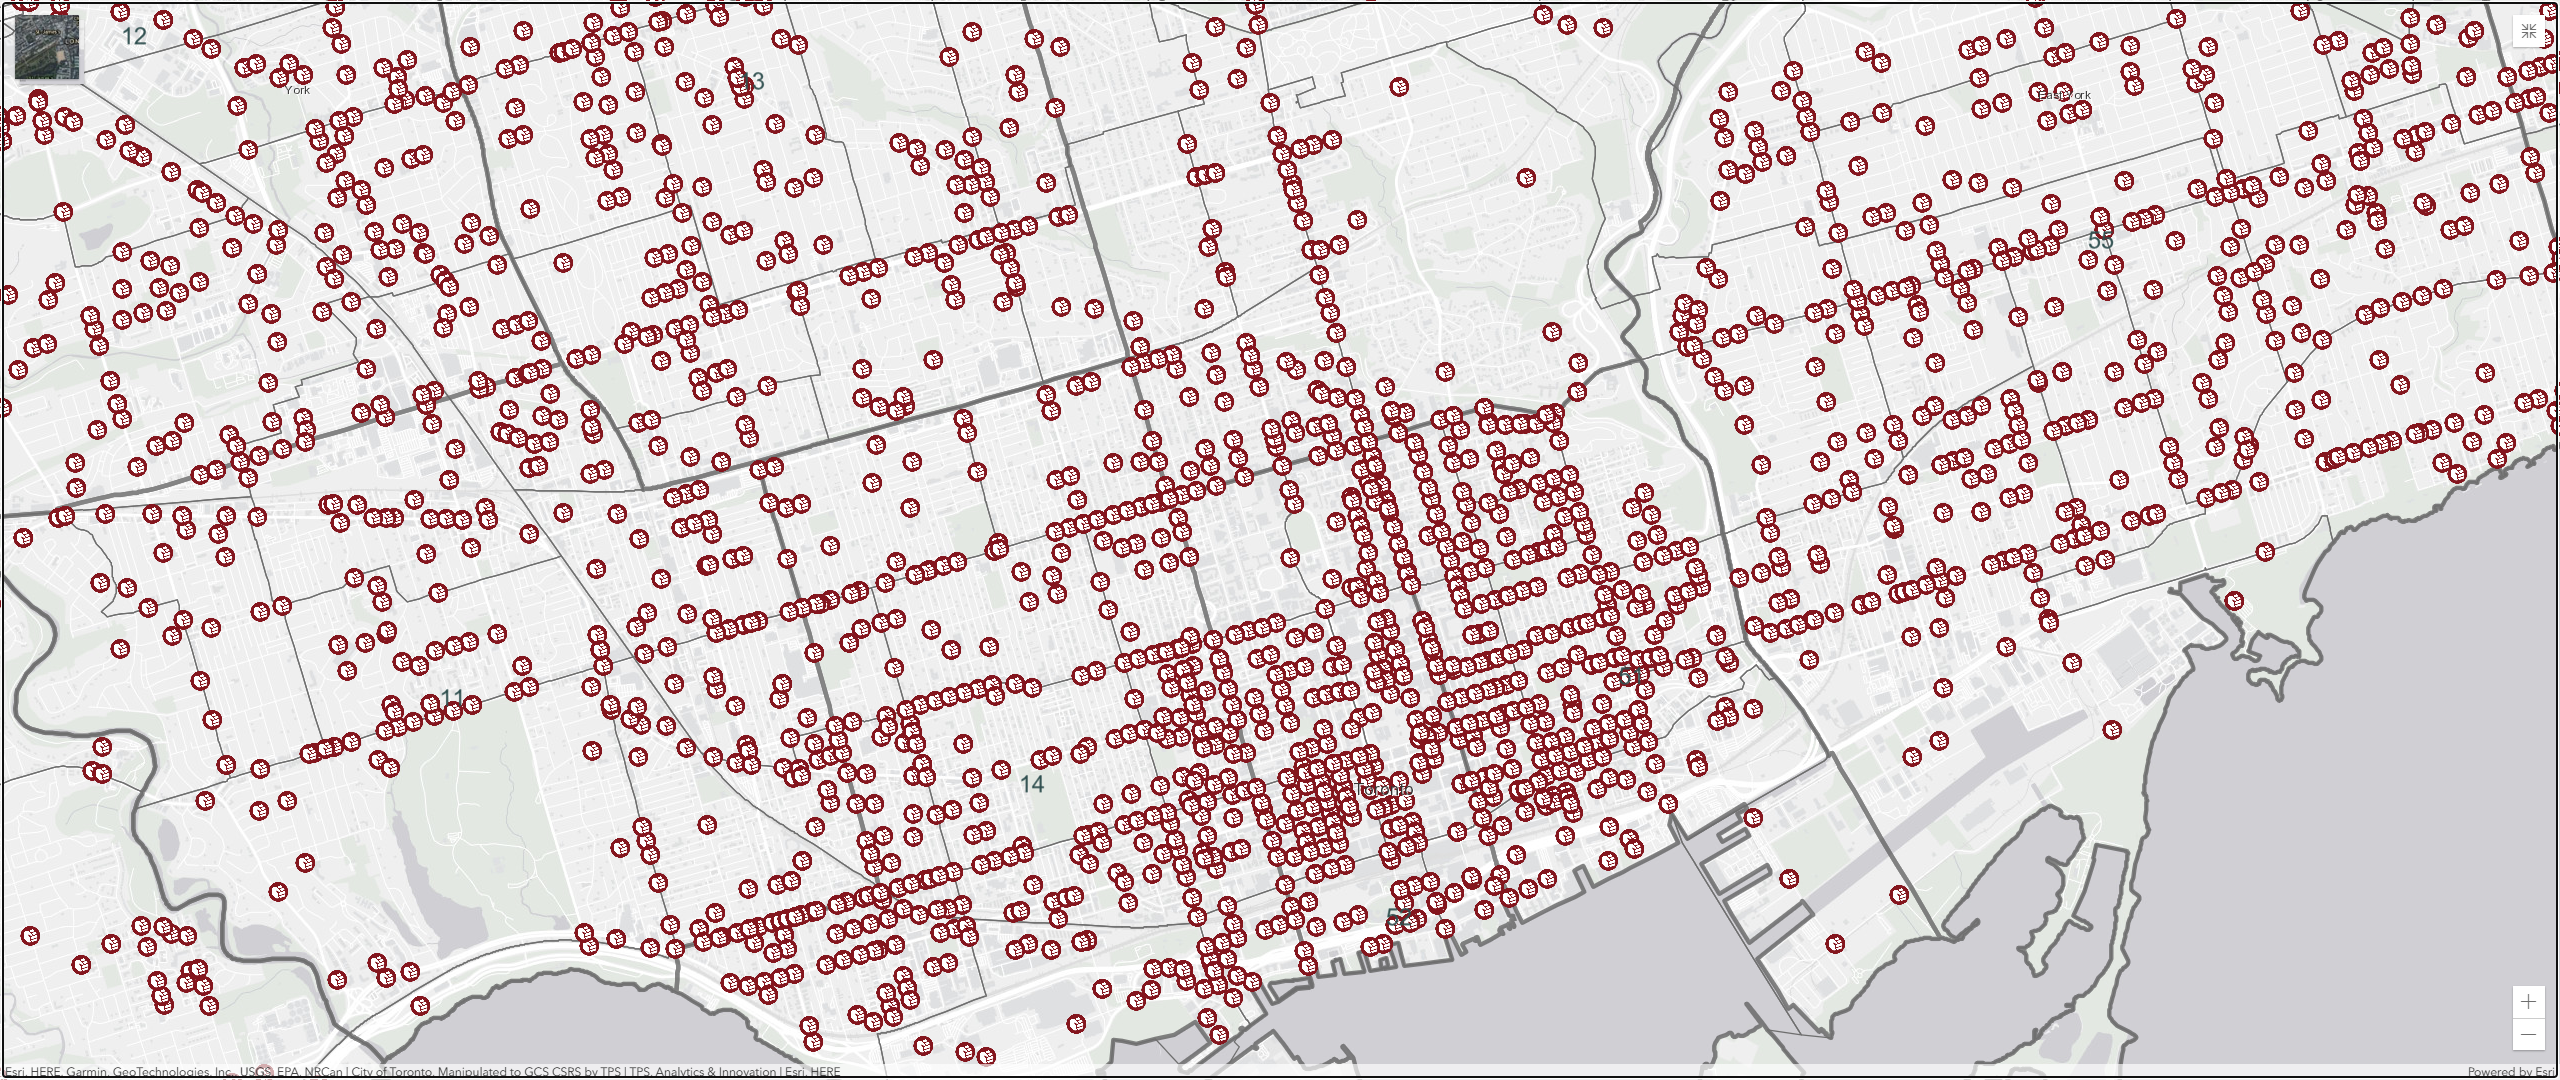 12
York
13
East York
55
11
51
14
Toronto
52
Esri, HERE, Garmin, GeoTechnologies, Inc., USGS, EPA, NRCan | City of Toronto, Manipulated to GCS CSRS by TPS | TPS, Analytics & Innovation | Esri, HERE
Powered by Esri